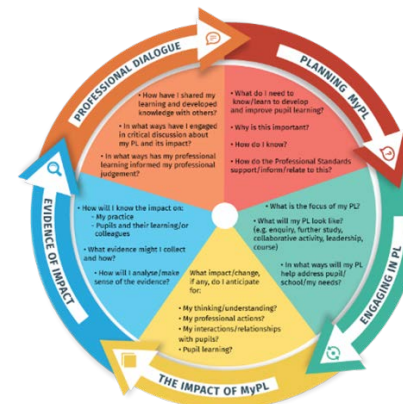 PROFESSIONAL DIALOGUE
• How have I shared my
learning and developed
knowledge with others?
• In what ways have I engaged
in critical discussion about
my PL and its impact?
• In what ways has my professional
learning informed my professional
judgement?
PLANNING MyPL
• What do I need to
know/learn to develop
and improve pupil learning?
• Why is this important?
• How do I know?
• How do the Professional Standards
support/inform/relate to this?
ENGAGING IN PL
• What is the focus of my PL?
• What will my PL look like?
(e.g. enquiry, further study,
collaborative activity, leadership,
course)
• In what ways will my PL
help address pupil/
school/my needs?
THE IMPACT OF MyPL
What impact/change,
if any, do I anticipate
for:
• My thinking/understanding?
• My professional actions?
• My interactions/relationships
with pupils?
• Pupil learning?
EVIDENCE OF IMPACT
• How will I know the impact on:
- My practice
- Pupils and their learning/or
colleagues
• What evidence might I collect
and how?
• How will I analyse/make
sense of the evidence?